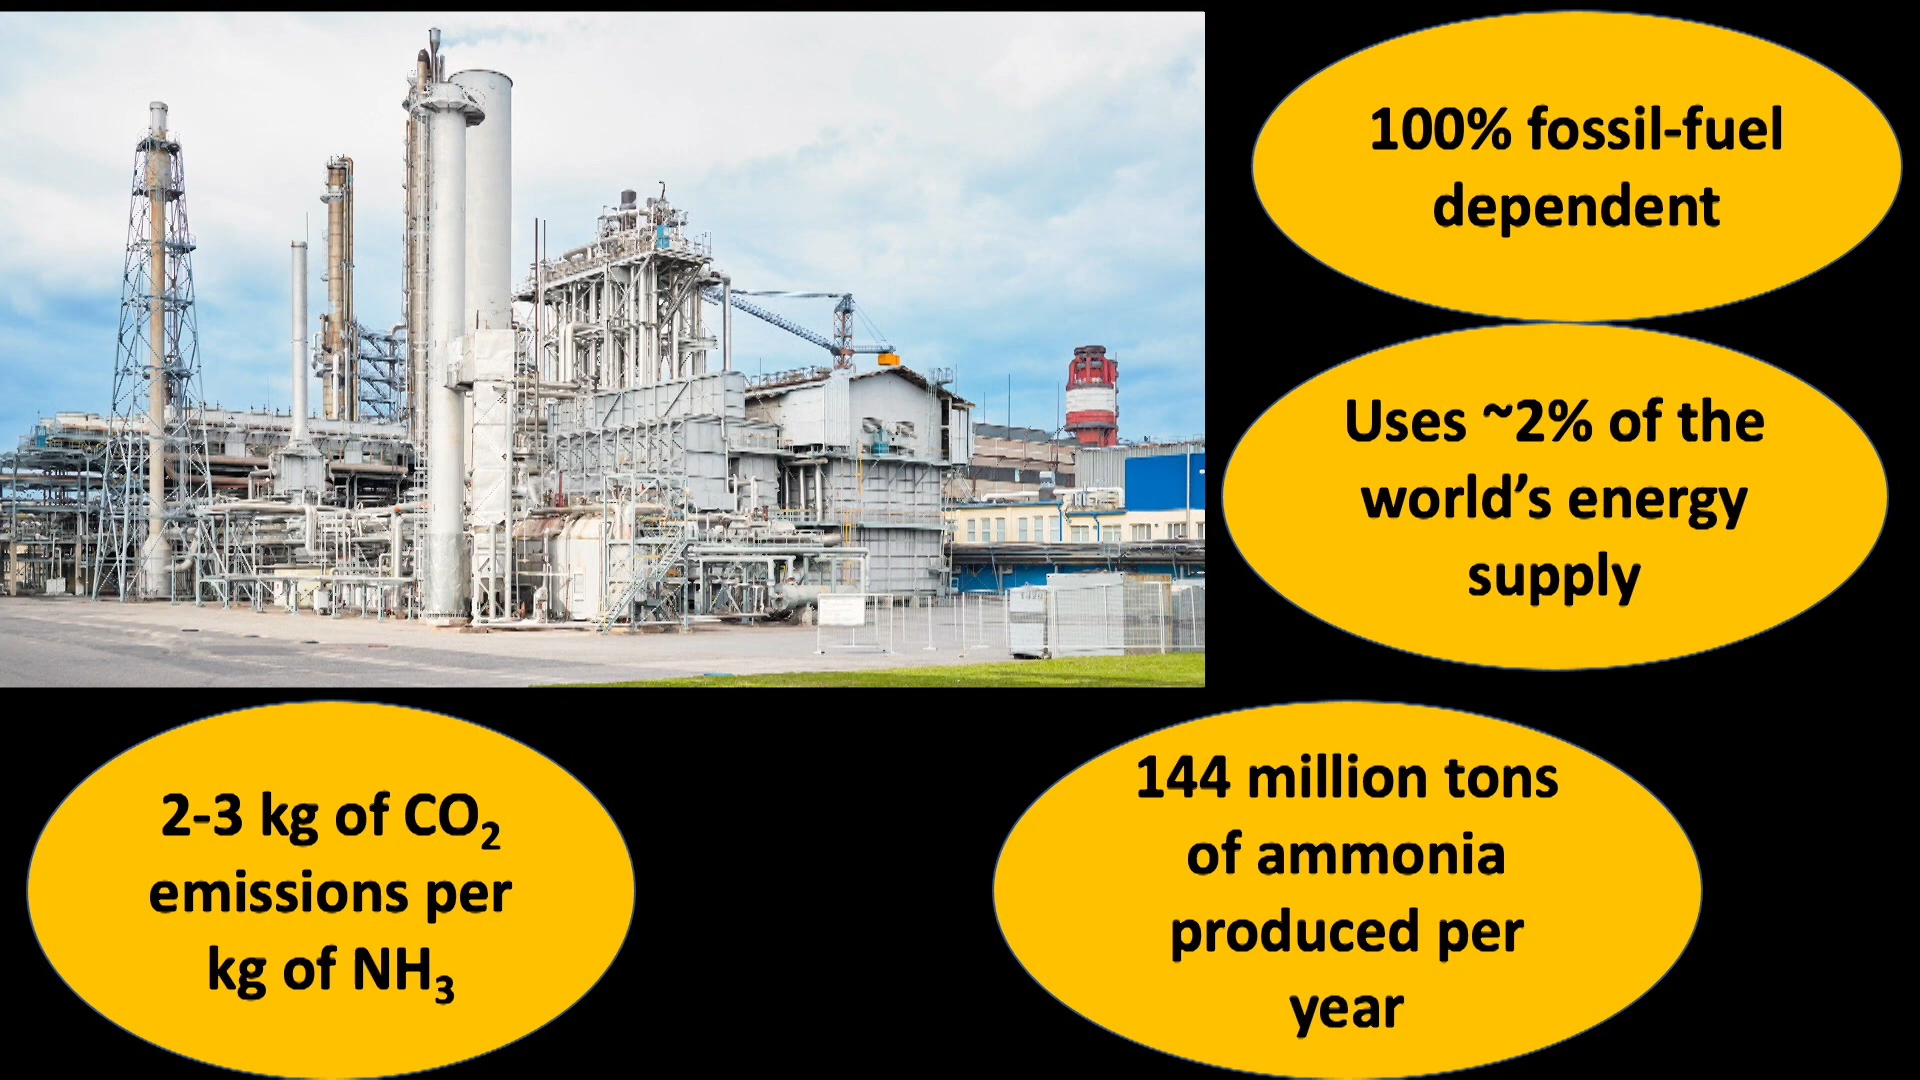 100% fossil-fuel
dependent
Uses ~2% of the
world’s energy
supply
2-3 kg of CO₂
emissions per
kg of NH₃
144 million tons
of ammonia
produced per
year